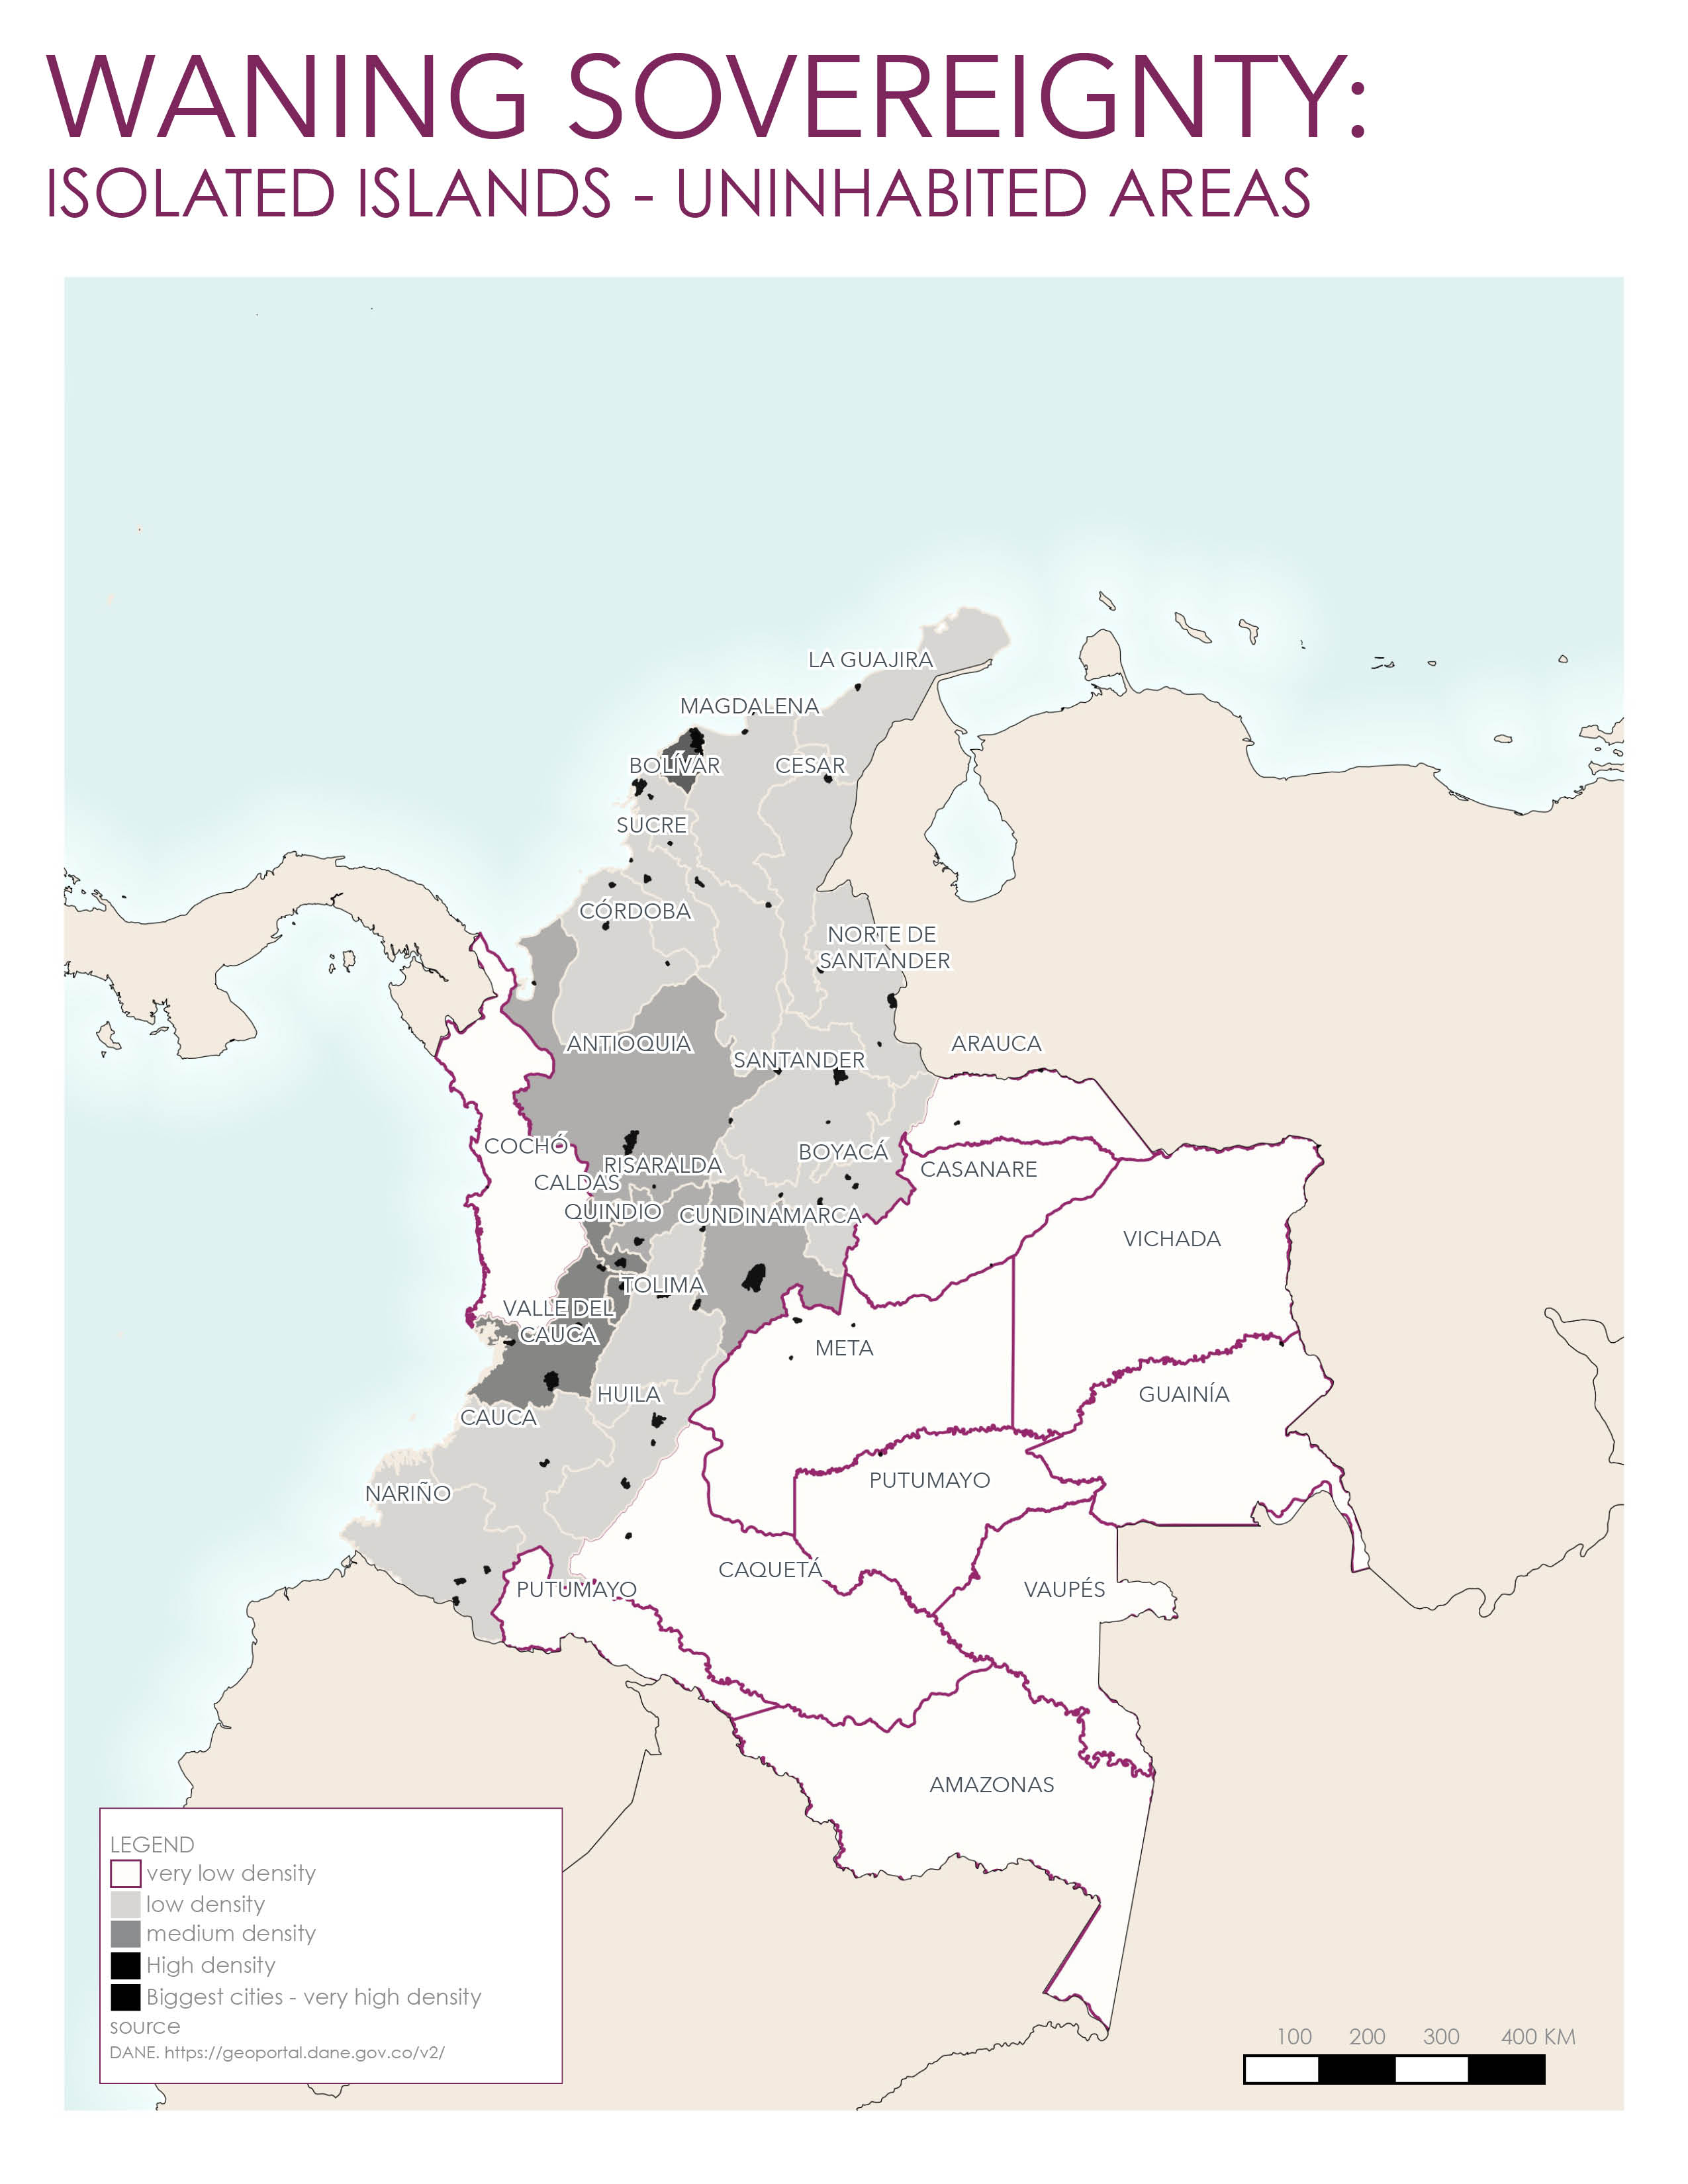 WANING SOVEREIGNTY:
ISOLATED ISLANDS - UNINHABITED AREAS
LA GUAJIRA
MAGDALENA
BOLÍVAR
CESAR
SUCRE
CÓRDOBA
NORTE DE
SANTANDER
ANTIOQUIA
SANTANDER
ARAUCA
COCHÓ
BOYACÁ
RISARALDA
CASANARE
CALDAS
QUINDIO
CUNDINAMARCA
VICHADA
TOLIMA
VALLE DEL
CAUCA
META
HUILA
GUAINÍA
CAUCA
PUTUMAYO
NARIÑO
CAQUETÁ
PUTUMAYO
VAUPÉS
AMAZONAS
LEGEND
very low density
low density
medium density
High density
Biggest cities - very high density
source
DANE. https://geoportal.dane.gov.co/v2/
100 200 300 400 KM